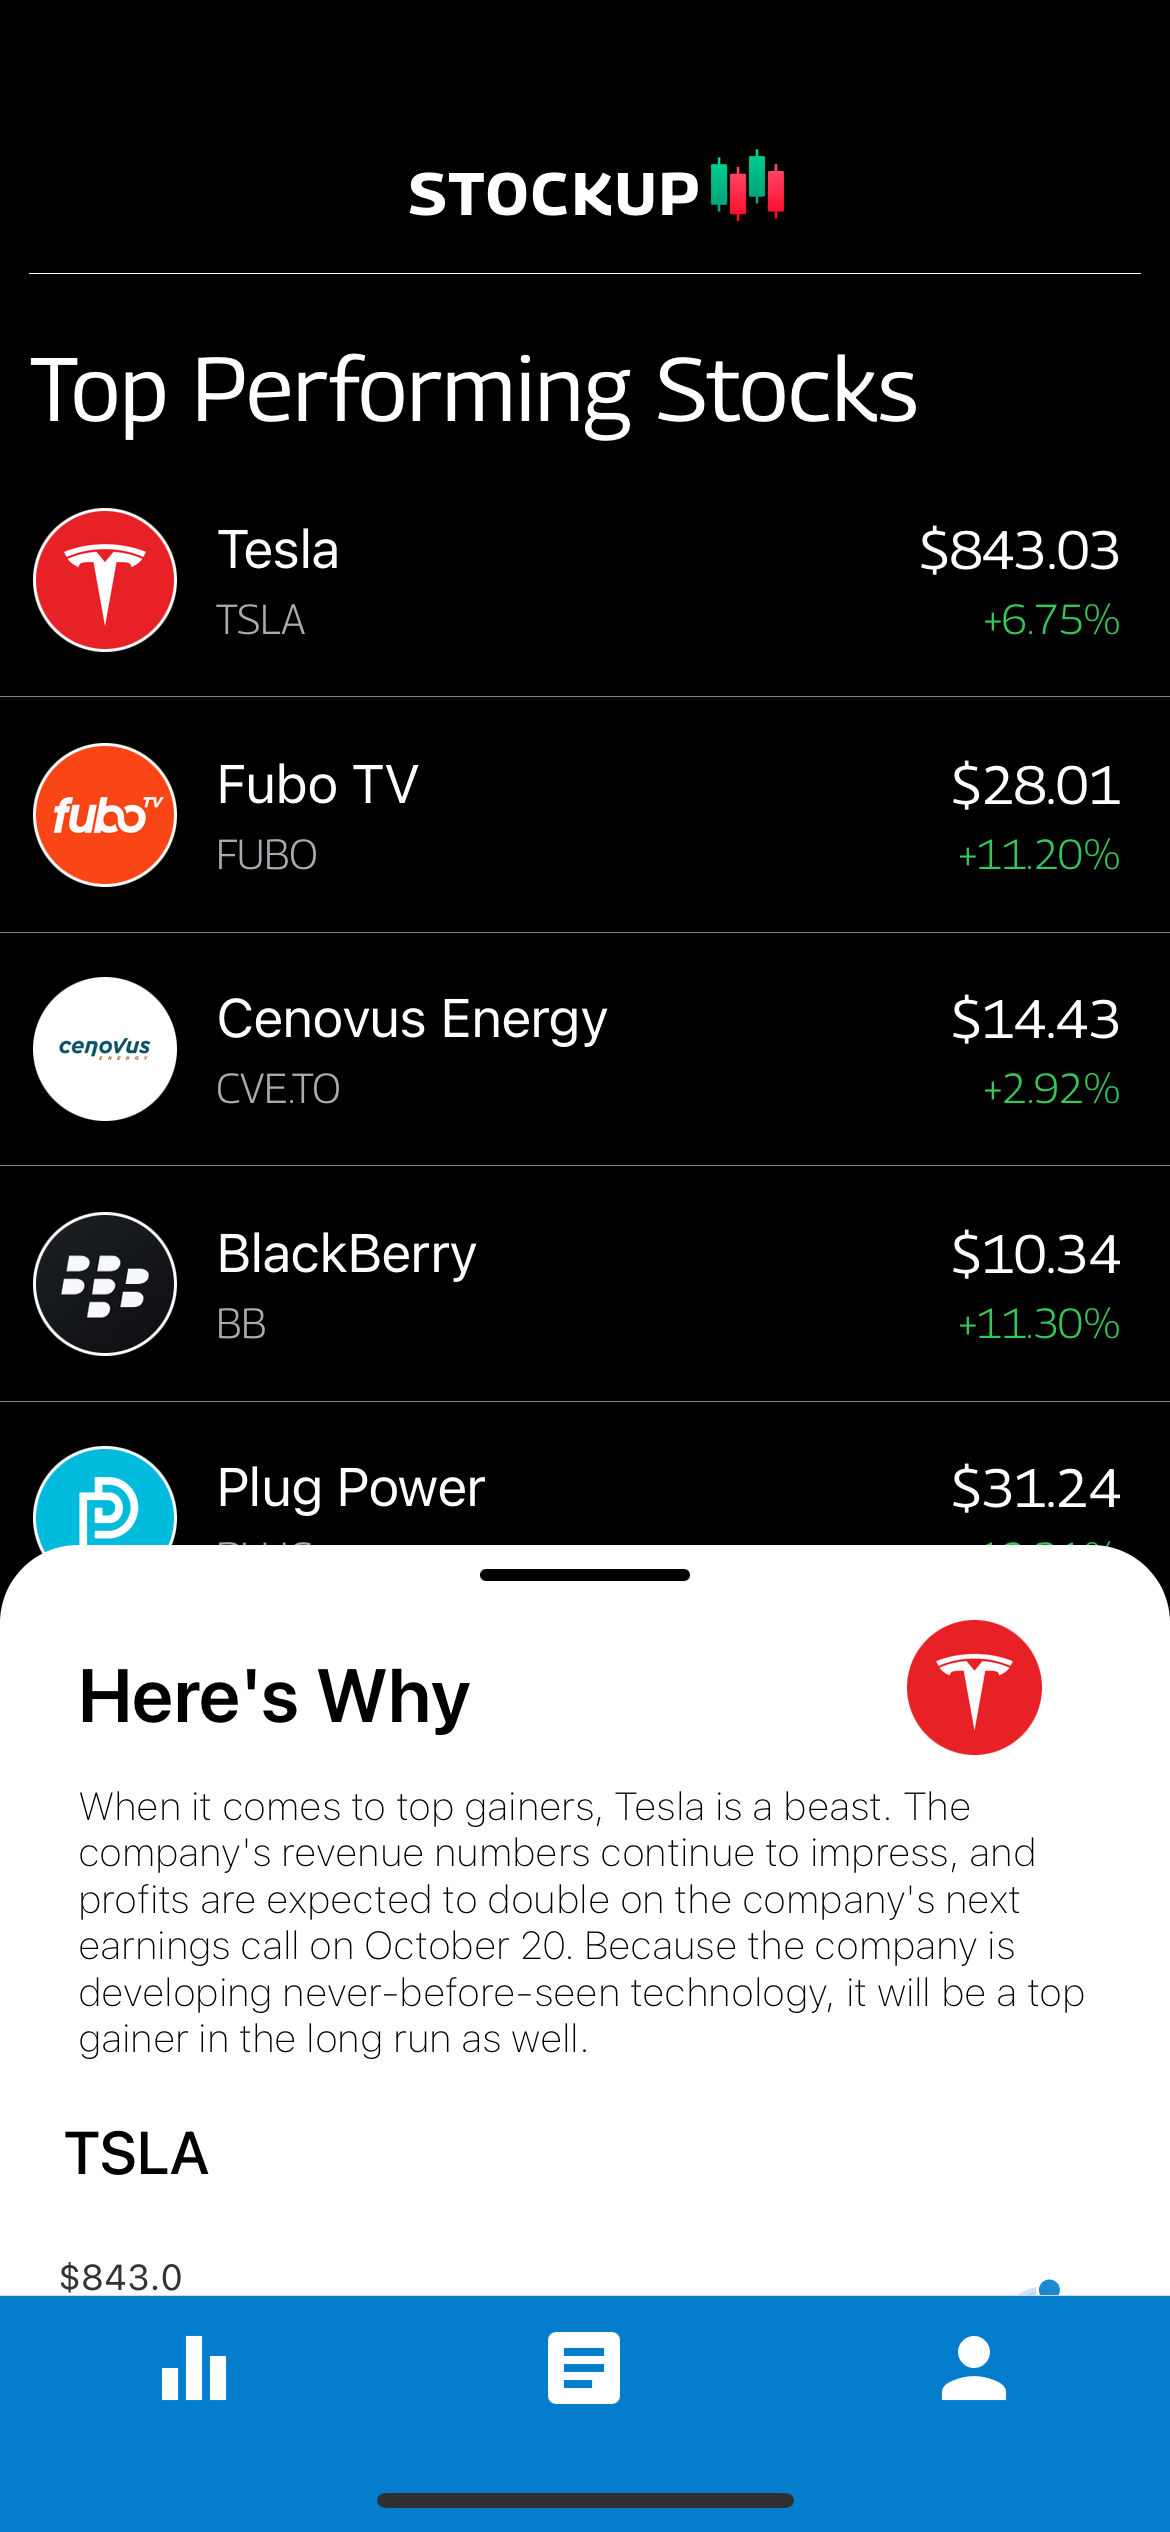 STOCKUP
Top Performing Stocks
Tesla
$843.03
TSLA
+6.75%
fubo TV
Fubo TV
$28.01
FUBO
+11.20%
cenovus
ENERGY
Cenovus Energy
$14.43
CVE.TO
+2.92%
BlackBerry
$10.34
BB
+11.30%
Plug Power
$31.24
Here's Why
When it comes to top gainers, Tesla is a beast. The
company's revenue numbers continue to impress, and
profits are expected to double on the company's next
earnings call on October 20. Because the company is
developing never-before-seen technology, it will be a top
gainer in the long run as well.
TSLA
$843.0